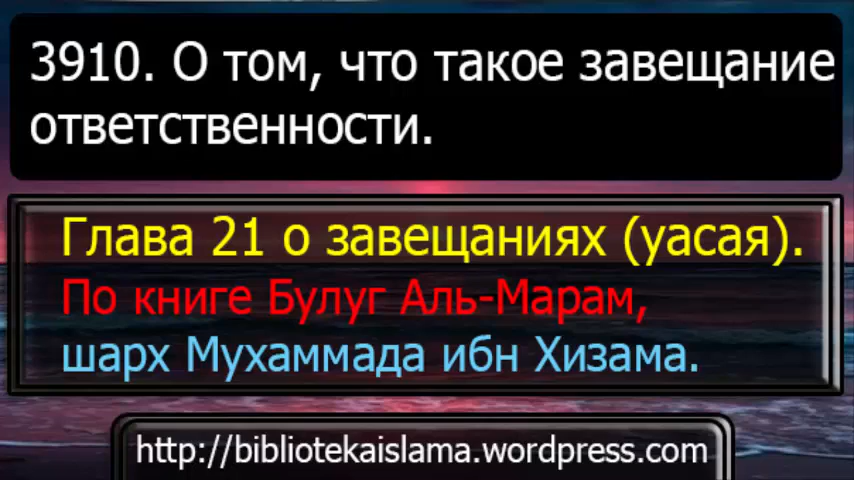 3910. О том, что такое завещание
ответственности.
Глава 21 о завещаниях (уасая).
По книге Булуг Аль-Марам,
шарх Мухаммада ибн Хизама.
http://bibliotekaislama.wordpress.com